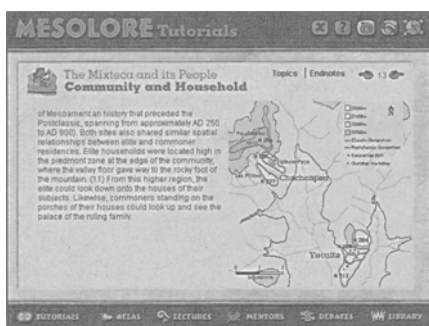 MESOLORE Tutorials
The Mixteca and its People
Community and Household
Topics | Endnotes
13
of Mesoamerican history that preceded the
Postclassic, spanning from approximately AD 250
to AD 900). Both sites also shared similar spatial
relationships between elite and commoner
residences. Elite households were located high in
the piedmont zone at the edge of the community,
where the valley floor gave way to the rocky foot of
the mountain. (11) From this higher region, the
elite could look down onto the houses of their
subjects. Likewise, commoners standing on the
porches of their houses could look up and see the
palace of the ruling family.
Yucuita
TUTORIALS
ATLAS
LECTURES
MENTORS
DEBATES
LIBRARY